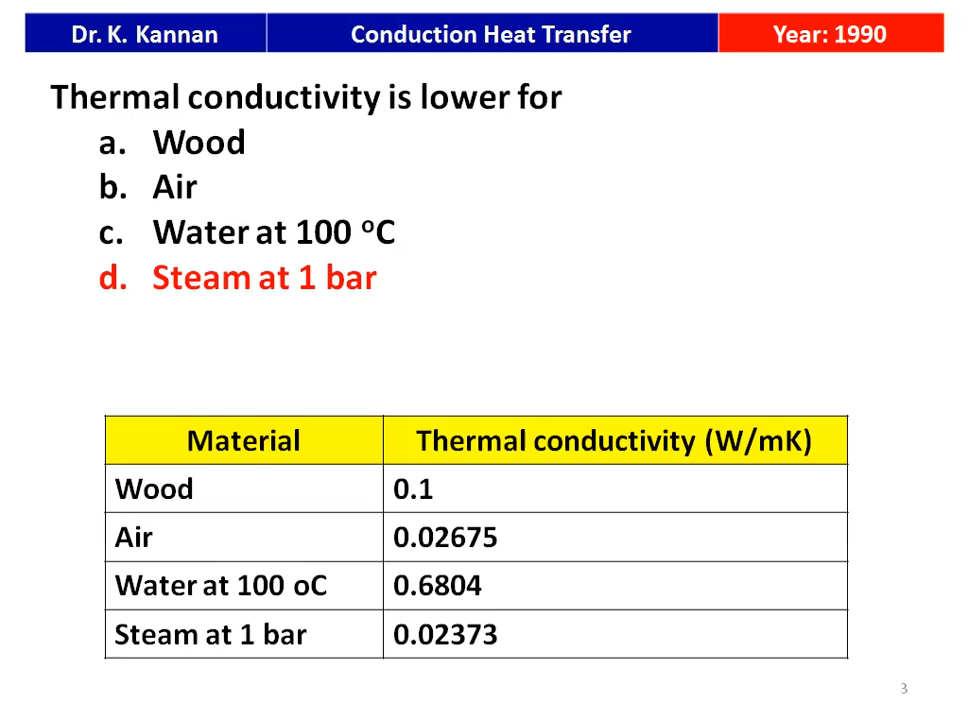 Dr. K. Kannan Conduction Heat Transfer Year: 1990
Thermal conductivity is lower for
a. Wood
b. Air
c. Water at 100 ºC
d. Steam at 1 bar
Material Thermal conductivity (W/mK)
Wood 0.1
Air 0.02675
Water at 100 oC 0.6804
Steam at 1 bar 0.02373
3